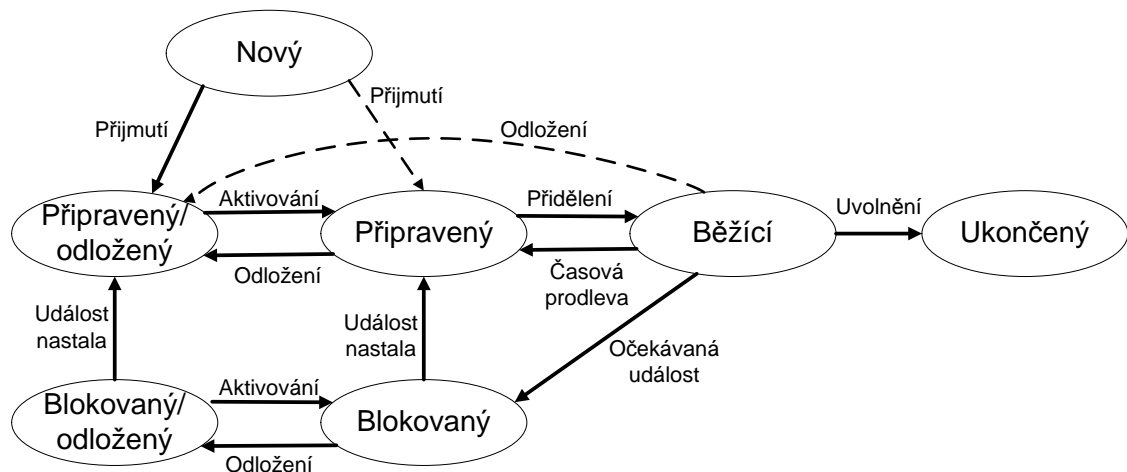 Nový
Přijmutí
Přijmutí
Odložení
Připravený/
odložený
Aktivování
Odložení
Připravený
Přidělení
Časová
prodleva
Běžící
Uvolnění
Ukončený
Událost
nastala
Událost
nastala
Očekávaná
událost
Blokovaný/
odložený
Aktivování
Odložení
Blokovaný